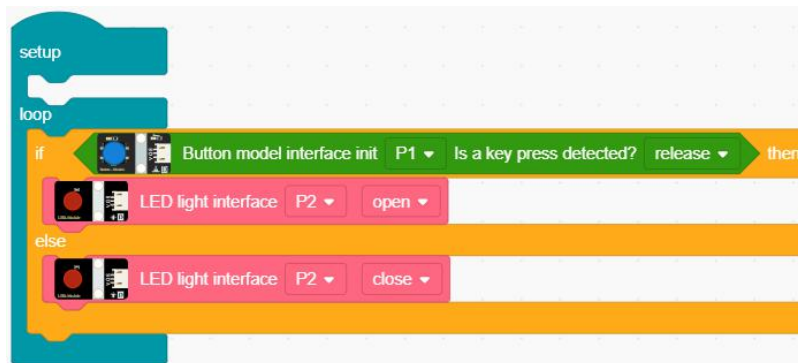 setup
loop
if Button model interface init P1 Is a key press detected? release then
LED light interface P2 open
else
LED light interface P2 close